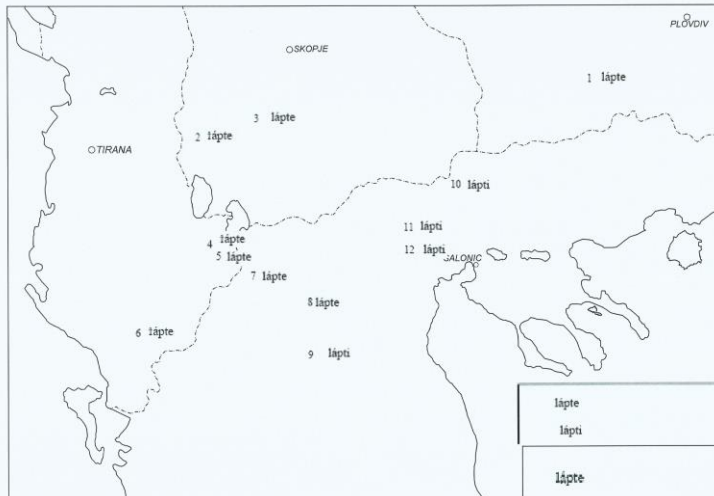 PLOVDIV
SKOPJE
1 lápte
3 lápte
2 lápte
TIRANA
10 lápti
11 lápti
4 lápte
12 lápti
5 lápte
SALONIC
7 lápte
8 lápte
6 lápte
9 lápti
lápte
lápti
lápte